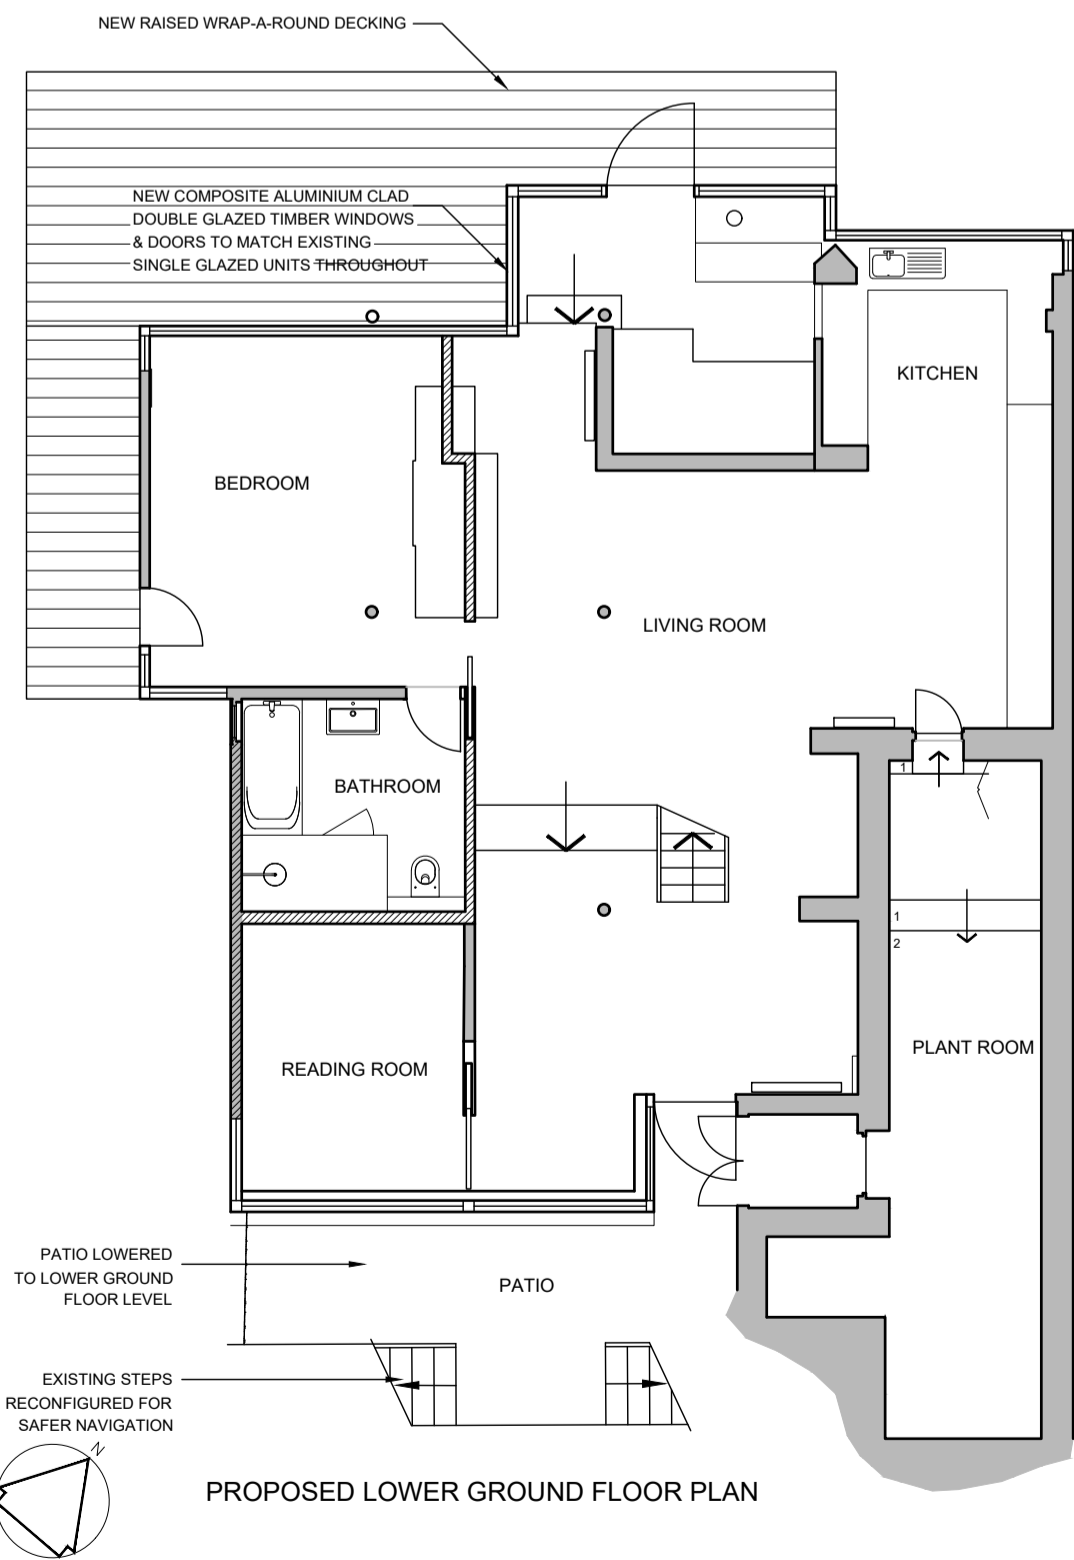 NEW RAISED WRAP-A-ROUND DECKING
NEW COMPOSITE ALUMINIUM CLAD
DOUBLE GLAZED TIMBER WINDOWS
& DOORS TO MATCH EXISTING
SINGLE GLAZED UNITS THROUGHOUT
KITCHEN
BEDROOM
LIVING ROOM
1
BATHROOM
1
2
PLANT ROOM
READING ROOM
PATIO LOWERED
TO LOWER GROUND
FLOOR LEVEL
PATIO
EXISTING STEPS
RECONFIGURED FOR
SAFER NAVIGATION
N
PROPOSED LOWER GROUND FLOOR PLAN